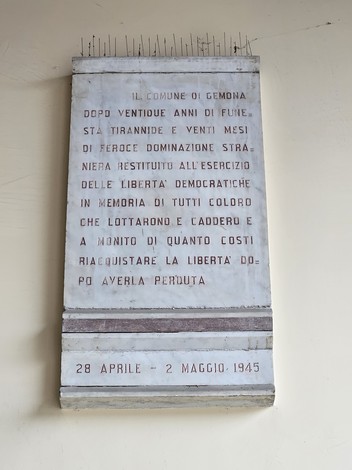 IL COMUNE DI GEMONA
DOPO VENTIQUE ANNI DI FUNE=
STA TIRANNIDE E VENTI MESI
DI FEROCE DOMINAZIONE STRA=
NIERA RESTITUITO ALL'ESERCIZIO
DELLE LIBERTA' DEMOCRATICHE
IN MEMORIA DI TUTTI COLORO
CHE LOTTARONO E CADDERO E
A MONITO DI QUANTO COSTI
RIACQUISTARE LA LIBERTA' DO=
PO AVERLA PERDUTA
28 APRILE - 2 MAGGIO 1945